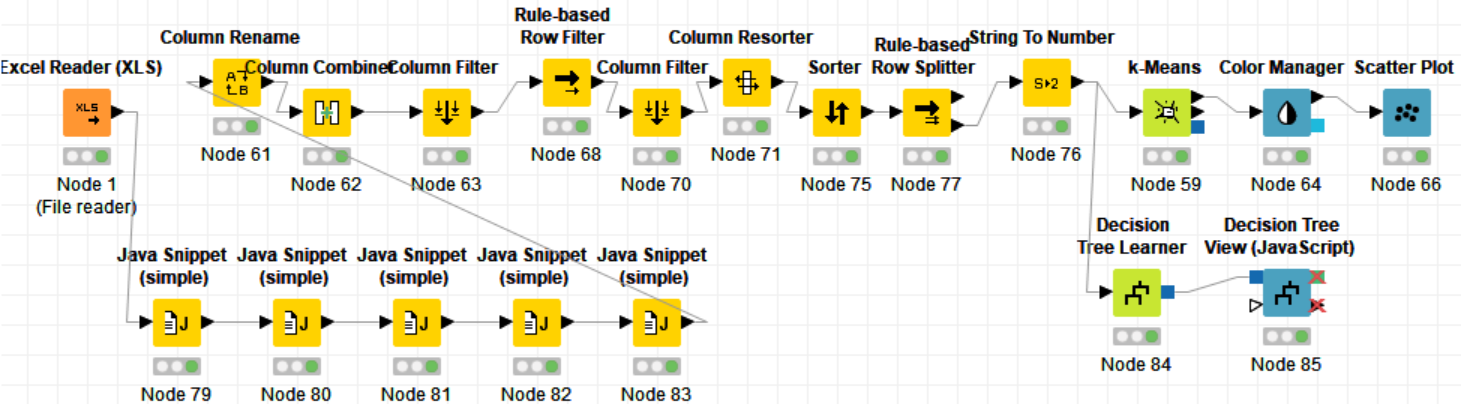 Rule-based
Row Filter
Column Rename
Column Resorter
Rule-based
Row Splitter
String To Number
Excel Reader (XLS)
Column Combiner
Column Filter
Column Filter
Sorter
k-Means
Color Manager
Scatter Plot
XLS
A
B
S 2
Node 61
Node 68
Node 71
Node 76
Node 1
(File reader)
Node 62
Node 63
Node 70
Node 75
Node 77
Node 59
Node 64
Node 66
Decision
Tree Learner
Decision Tree
View (JavaScript)
Java Snippet
(simple)
Java Snippet
(simple)
Java Snippet
(simple)
Java Snippet
(simple)
Java Snippet
(simple)
J
J
J
J
J
Node 84
Node 85
Node 79
Node 80
Node 81
Node 82
Node 83